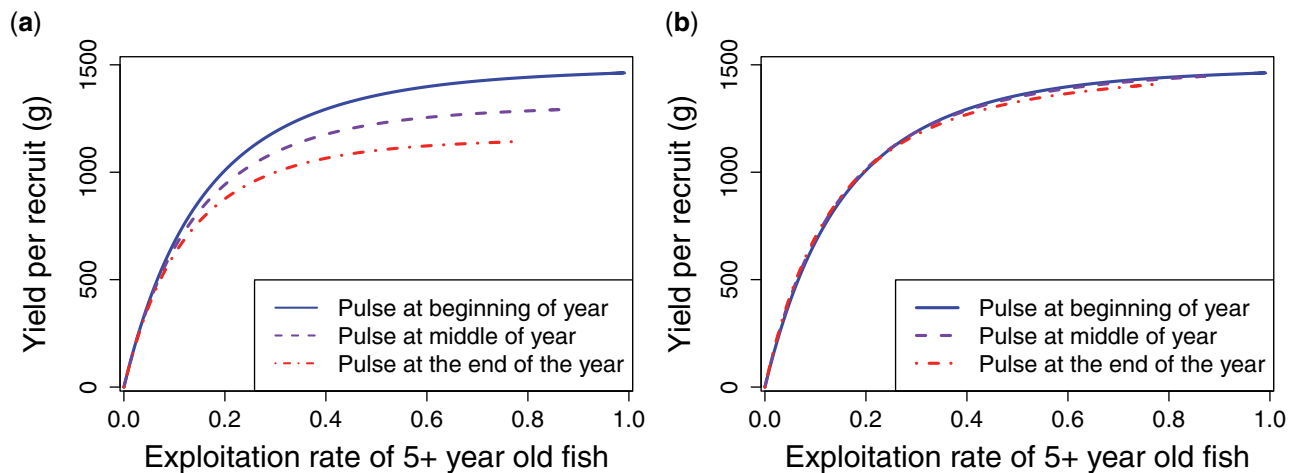 (a)
Yield per recruit (g)
1500
1000
500
0
Pulse at beginning of year
Pulse at middle of year
Pulse at the end of the year
0.0 0.2 0.4 0.6 0.8 1.0
Exploitation rate of 5+ year old fish
(b)
Yield per recruit (g)
1500
1000
500
0
Pulse at beginning of year
Pulse at middle of year
Pulse at the end of the year
0.0 0.2 0.4 0.6 0.8 1.0
Exploitation rate of 5+ year old fish